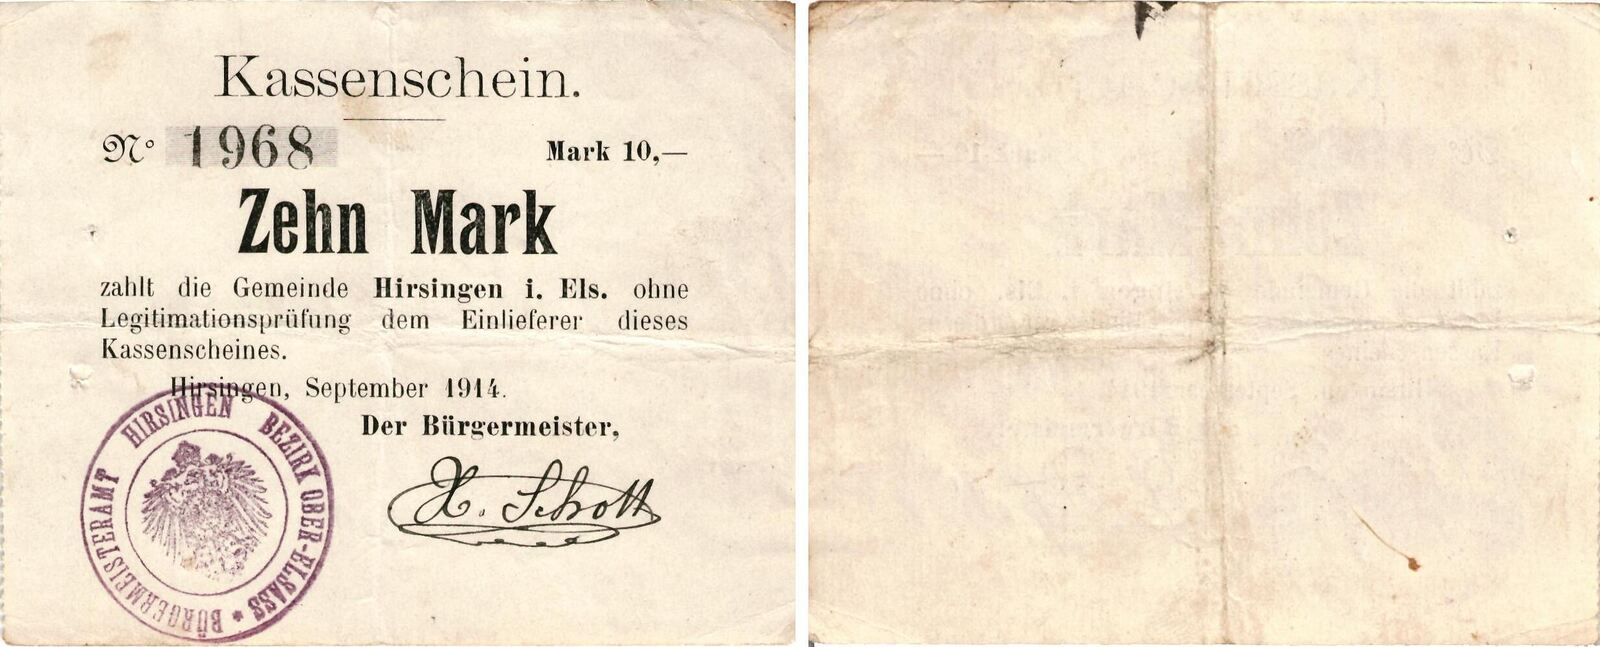 Kassenschein.
№ 1968 Mark 10,—
Zehn Mark
zahlt die Gemeinde Hirsingen i. Els. ohne
Legitimationsprüfung dem Einlieferer dieses
Kassenscheines.
Hirsingen, September 1914.
Der Bürgermeister,
X. Schott
BÜRGERMEISTERAMT HIRSINGEN BEZIRK OBER-ELSASS *